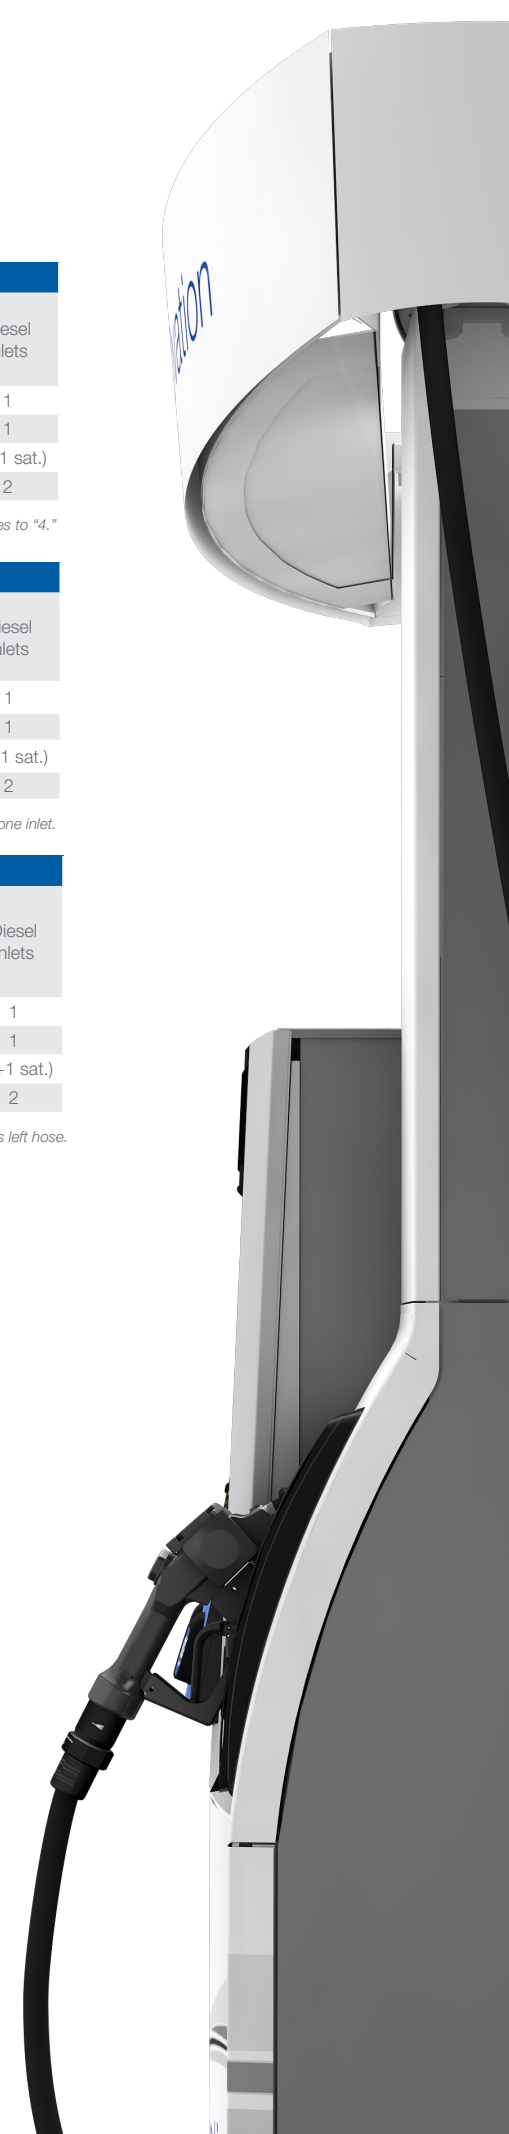 iesel
lets
1
1
1 sat.)
2
es to “4.”
iesel
nlets
1
1
1 sat.)
2
one inlet.
Diesel
nlets
1
1
+1 sat.)
2
s left hose.
ation